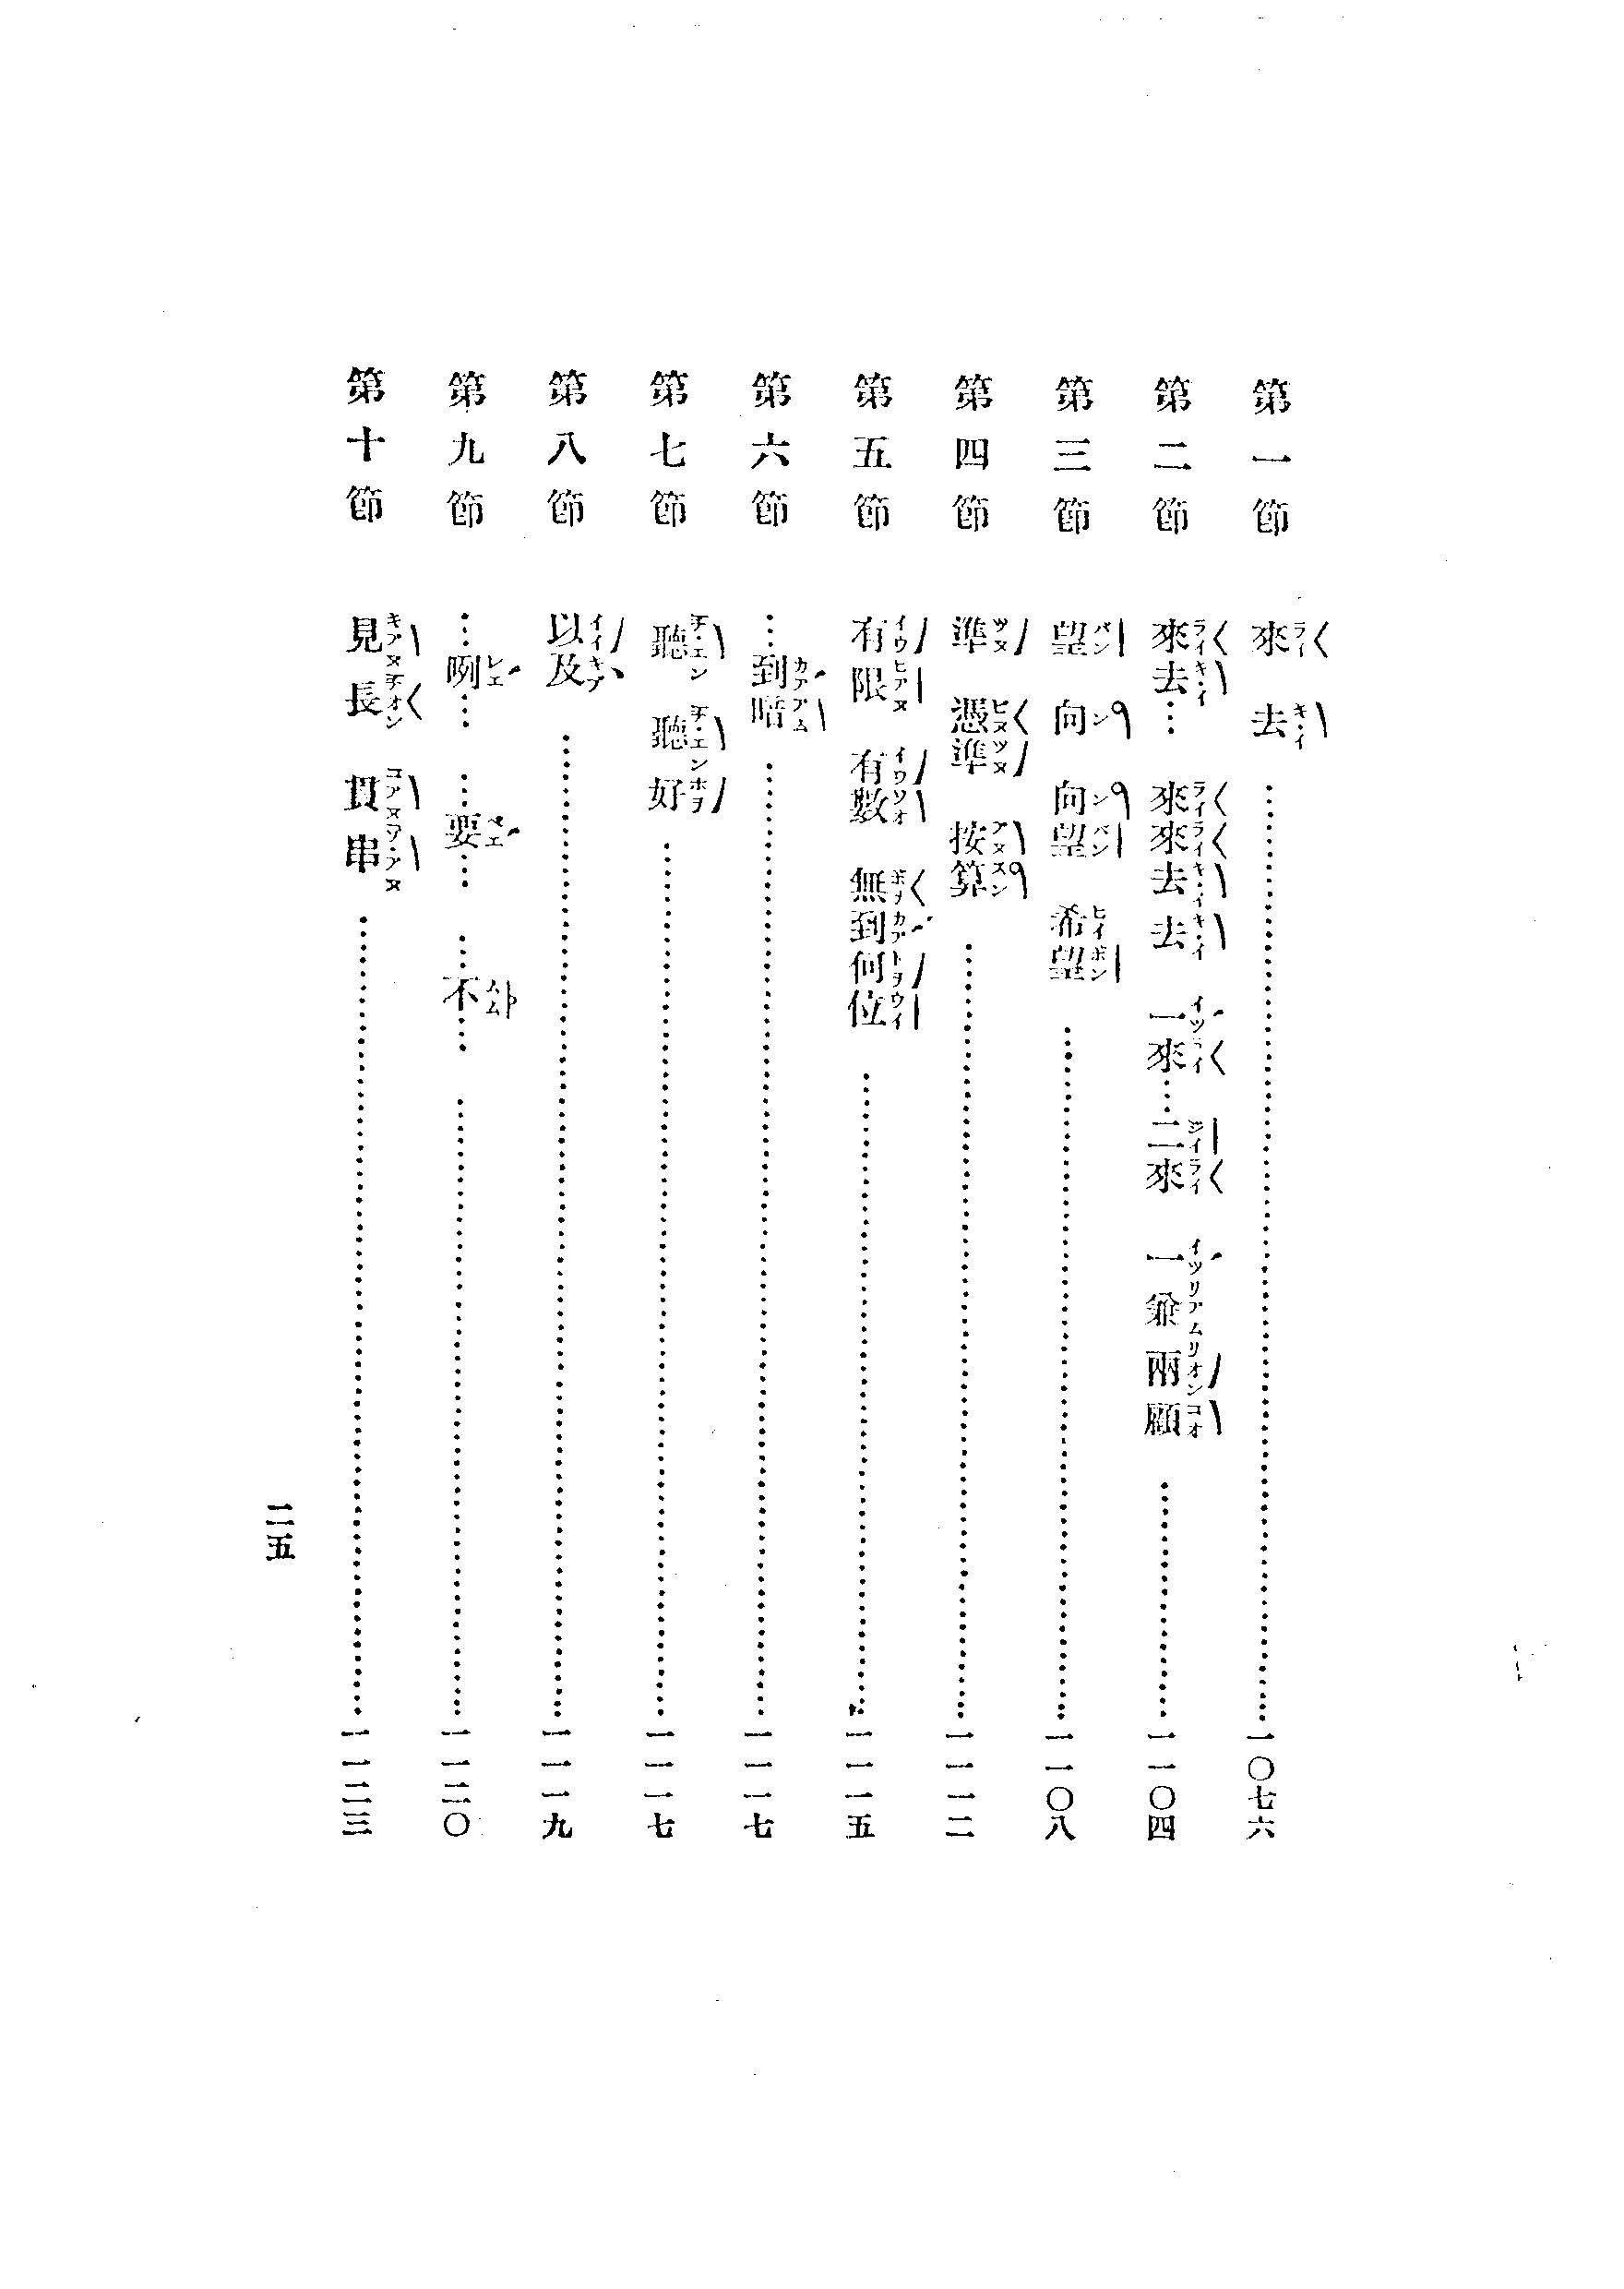 第一節 來 去……一〇七六
第二節 來去… 來來去去 一來…二來 一兼兩顧……一一〇四
第三節 望 向 向望 希望……一一〇八
第四節 準 憑準 按算……一一一二
第五節 有限 有數 無到何位……一一一五
第六節 …到暗……一一一七
第七節 聽 聽好……一一一七
第八節 以及……一一一九
第九節 …咧… …要… …不………一一二〇
第十節 見長 貫串……一一二三
二五